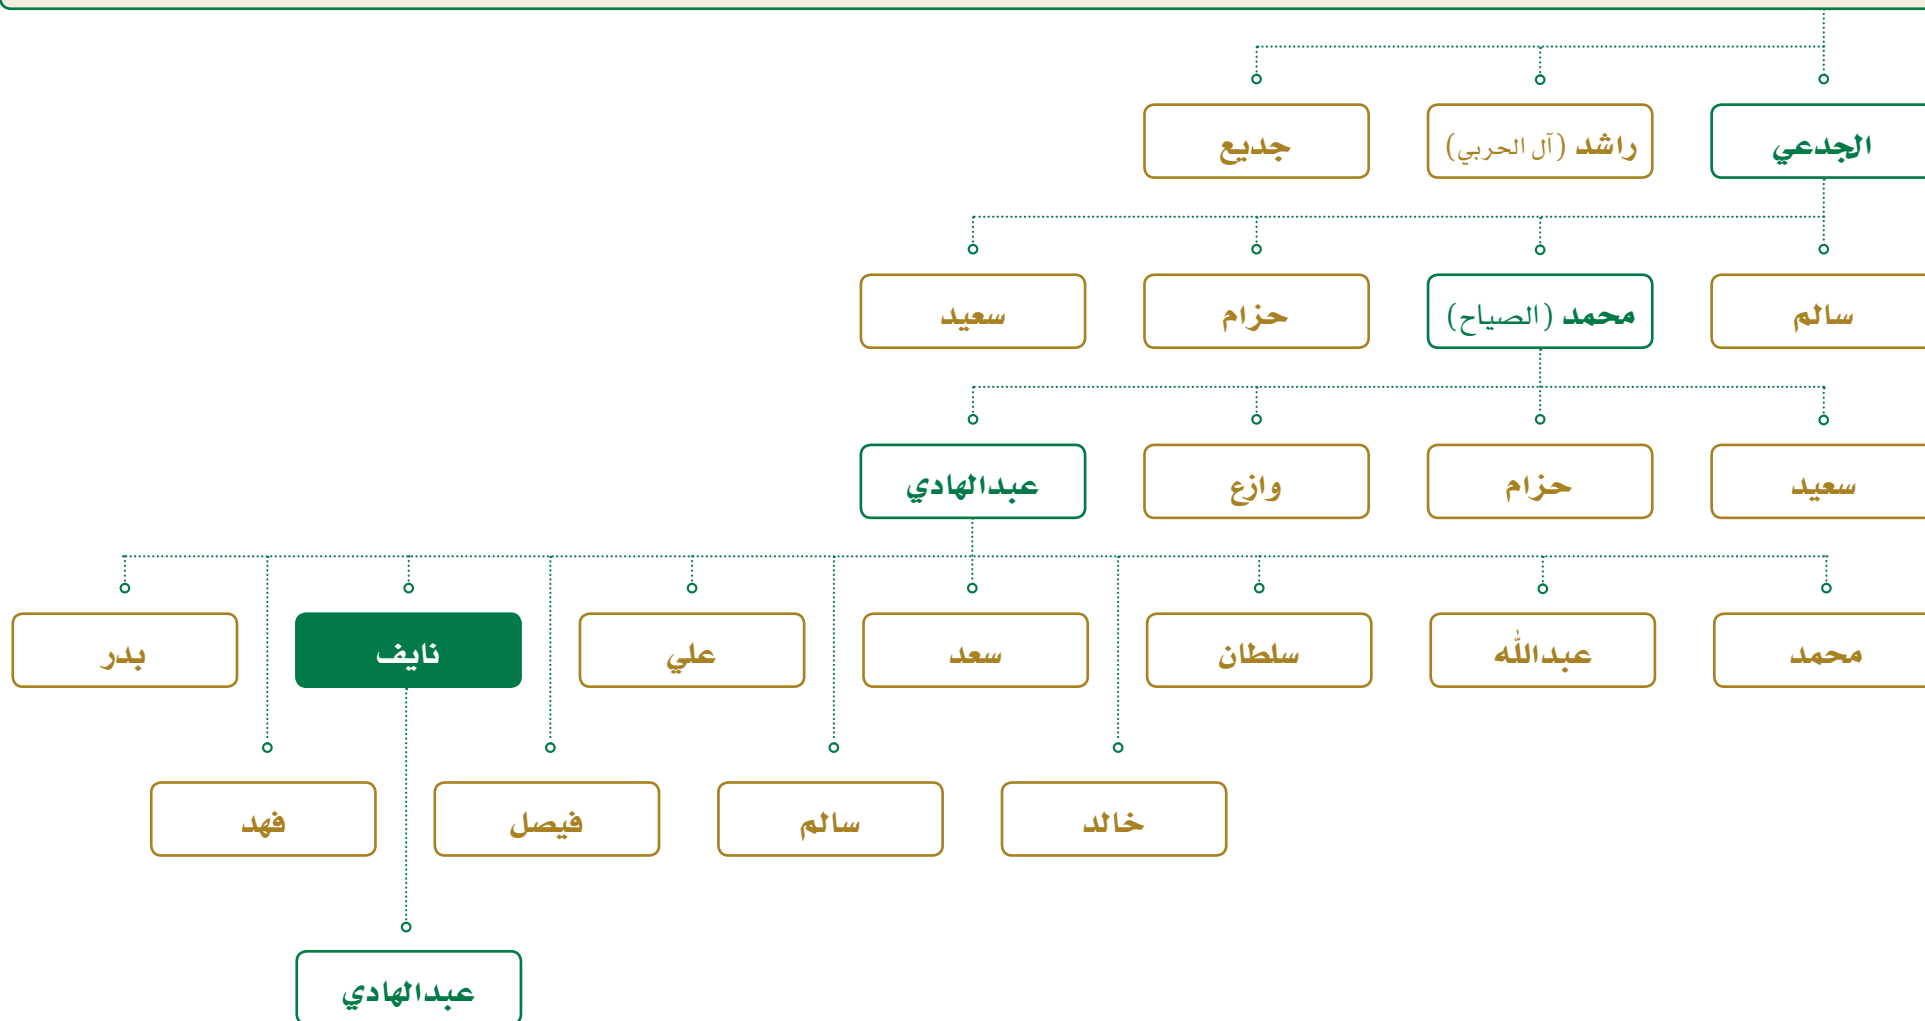 الجدعي
راشد (آل الحربي)
جديع
سالم
محمد (الصياح)
حزام
سعيد
سعيد
حزام
وازع
عبدالهادي
محمد
عبدالله
سلطان
سعد
علي
نايف
بدر
خالد
سالم
فيصل
فهد
عبدالهادي